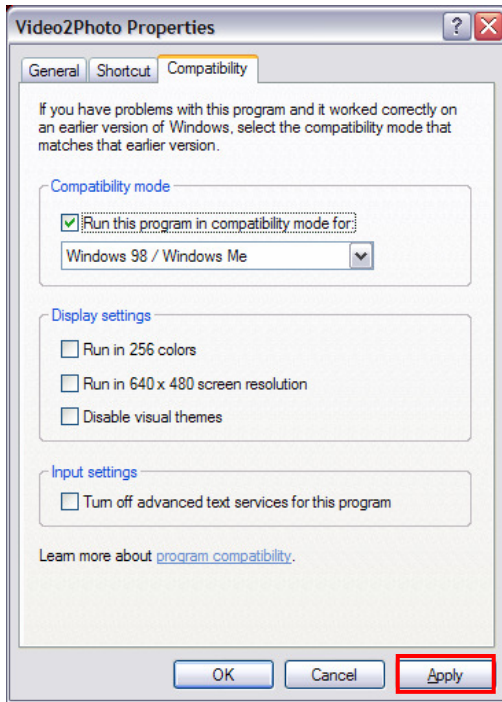 Video2Photo Properties
General Shortcut Compatibility
If you have problems with this program and it worked correctly on
an earlier version of Windows, select the compatibility mode that
matches that earlier version.
Compatibility mode
Run this program in compatibility mode for:
Windows 98 / Windows Me
Display settings
Run in 256 colors
Run in 640 x 480 screen resolution
Disable visual themes
Input settings
Turn off advanced text services for this program
Learn more about program compatibility.
OK Cancel Apply